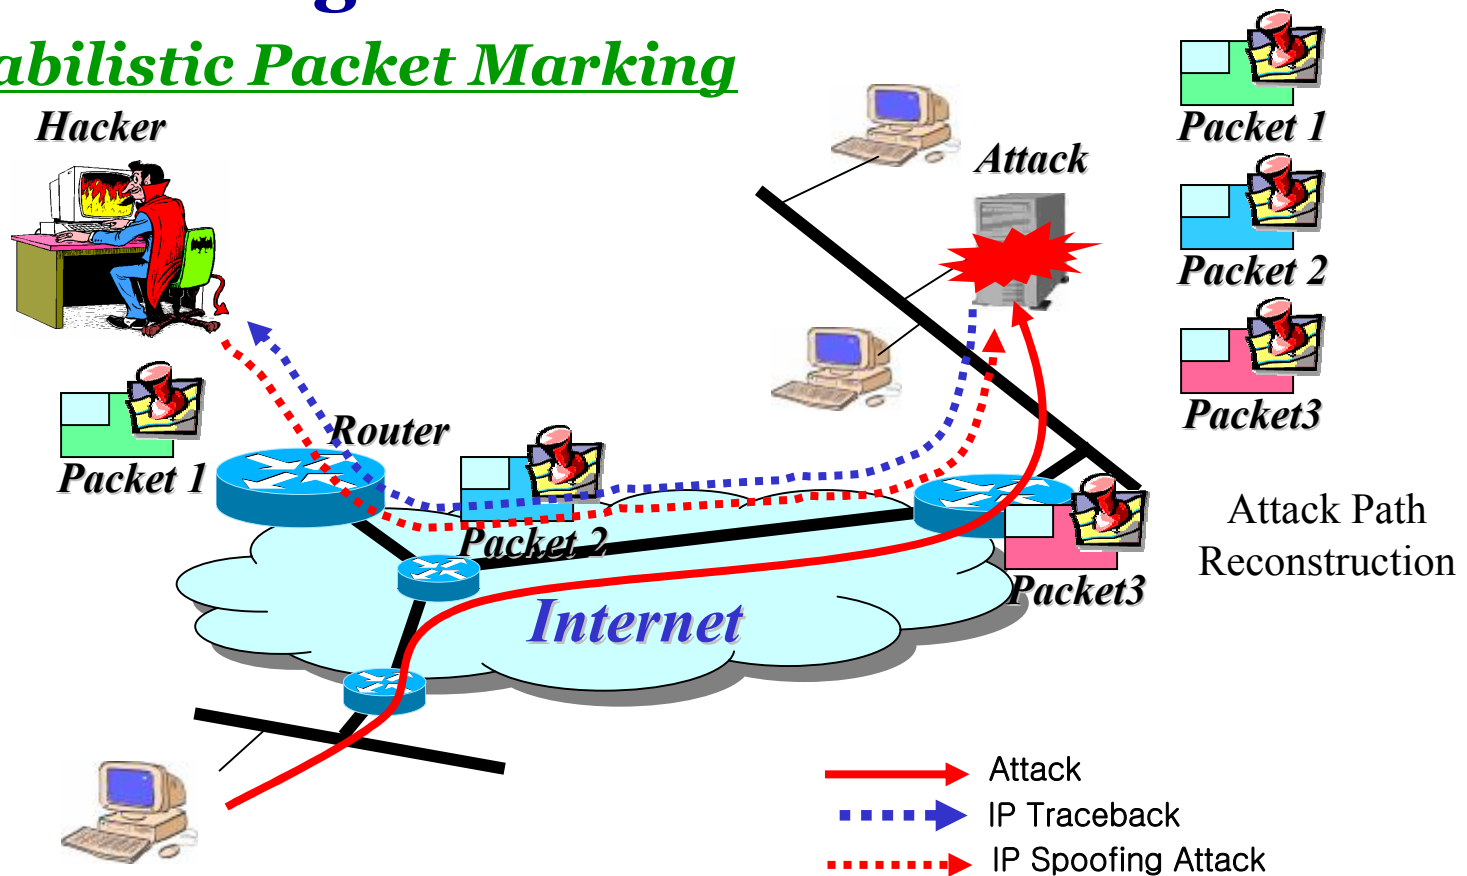 abilistic Packet Marking
Hacker
Attack
Packet 1
Packet 2
Packet3
Router
Packet 1
Packet 2
Packet3
Attack Path
Reconstruction
Internet
Attack
IP Traceback
IP Spoofing Attack